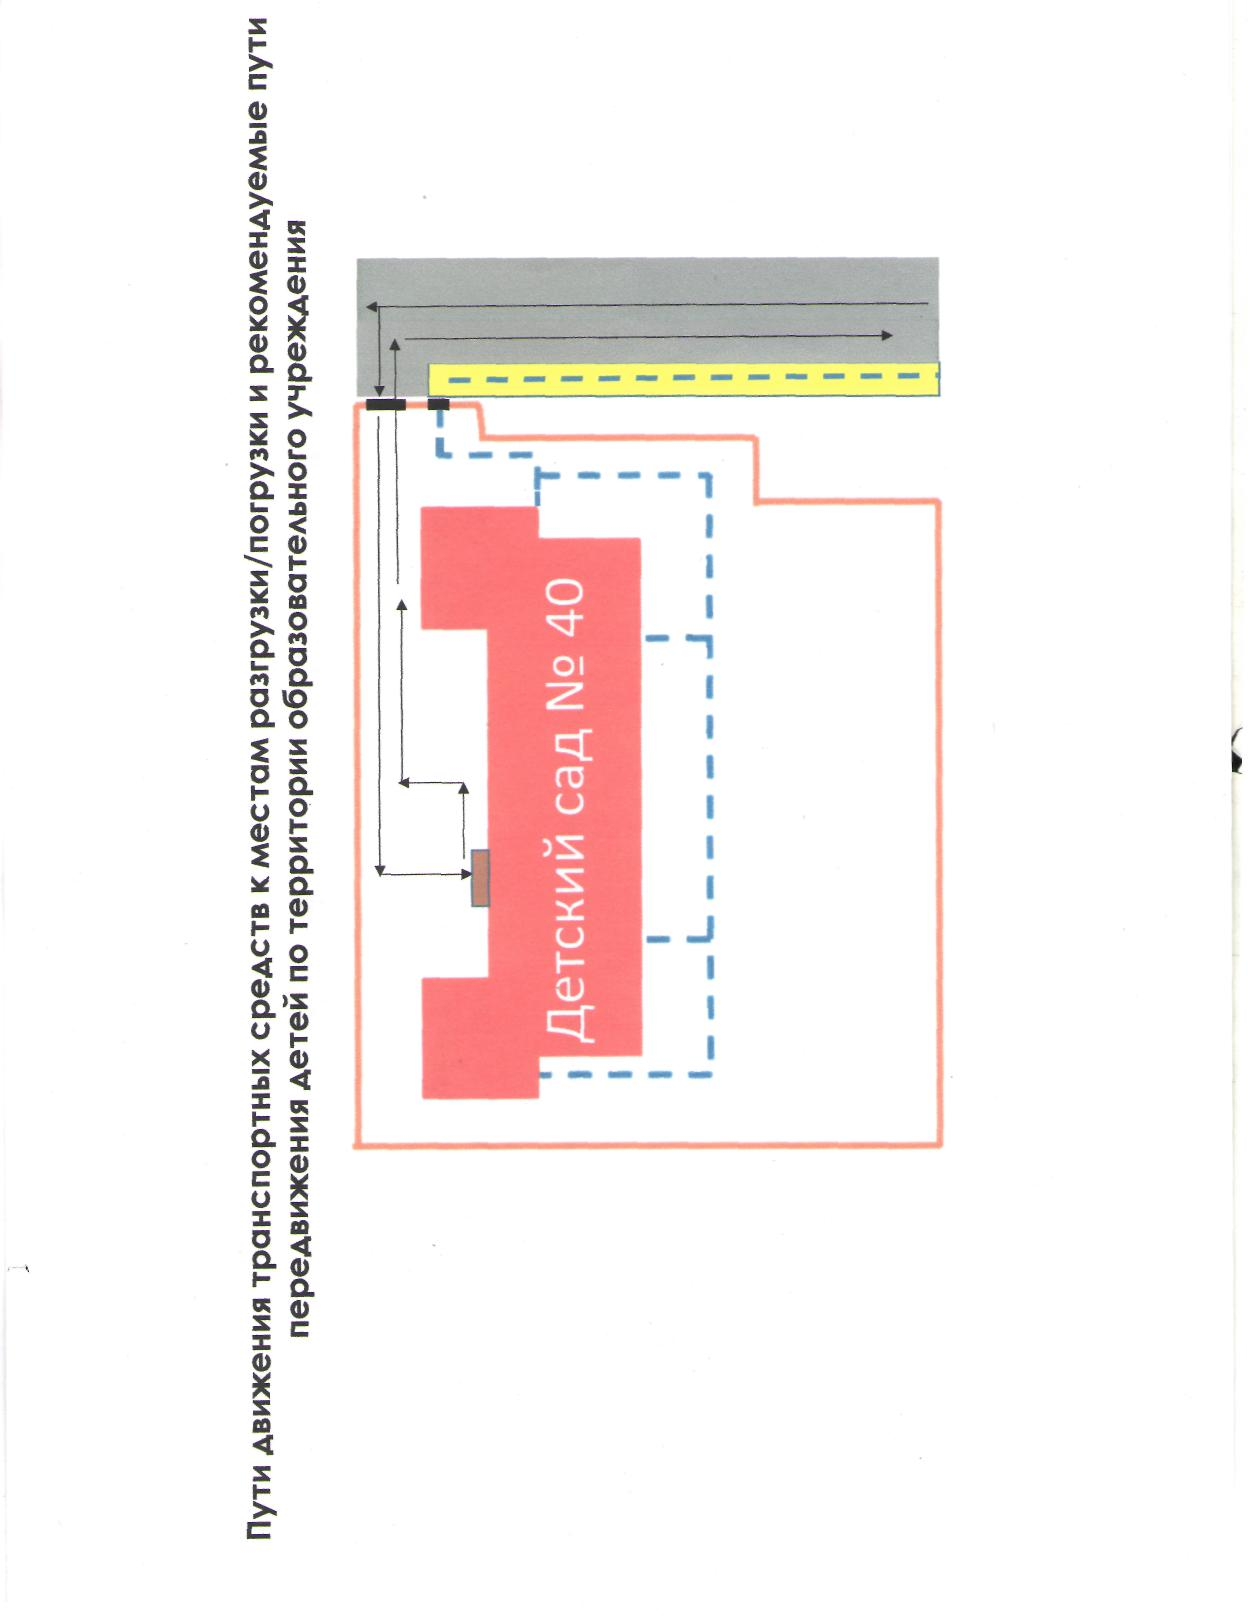 Пути движения транспортных средств к местам разгрузки/погрузки и рекомендуемые пути
передвижения детей по территории образовательного учреждения
Детский сад № 40